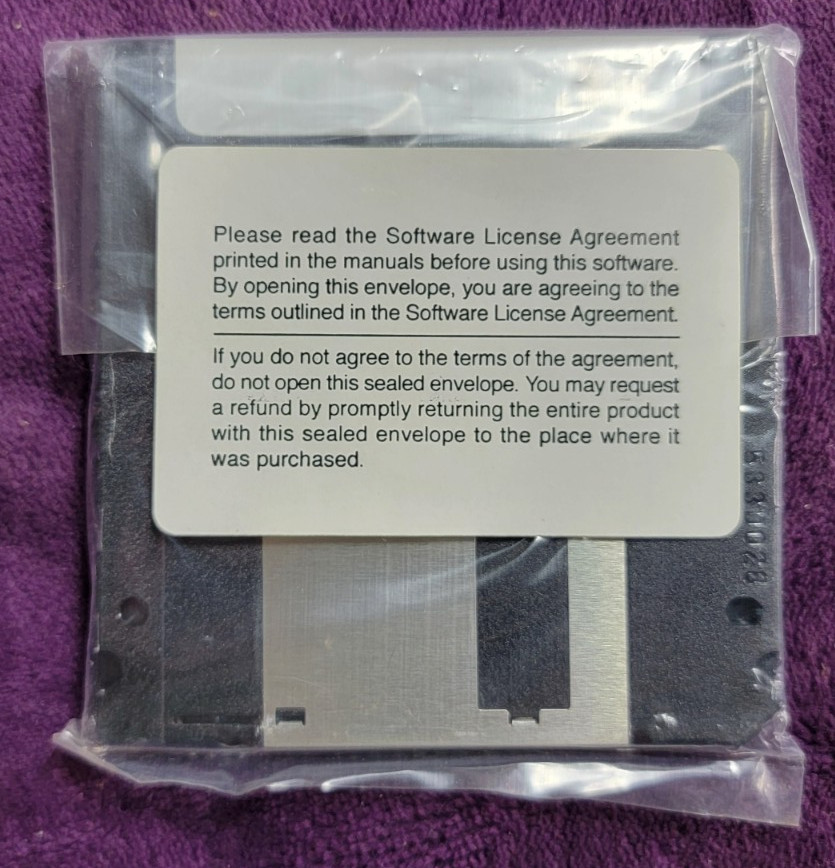 Please read the Software License Agreement
printed in the manuals before using this software.
By opening this envelope, you are agreeing to the
terms outlined in the Software License Agreement.
If you do not agree to the terms of the agreement,
do not open this sealed envelope. You may request
a refund by promptly returning the entire product
with this sealed envelope to the place where it
was purchased.